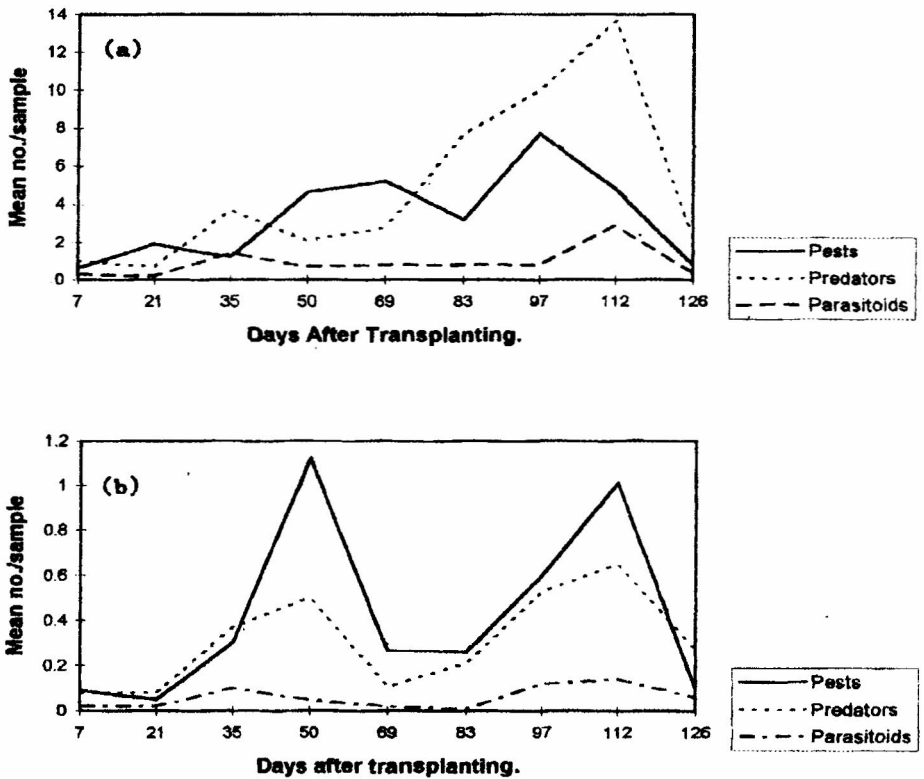 (a)
Mean no./sample
14
12
10
8
6
4
2
0
7 21 35 50 69 83 97 112 126
Days After Transplanting.
Pests
Predators
Parasitoids
(b)
Mean no./sample
1.2
1
0.8
0.6
0.4
0.2
0
7 21 35 50 69 83 97 112 126
Days after transplanting.
Pests
Predators
Parasitoids